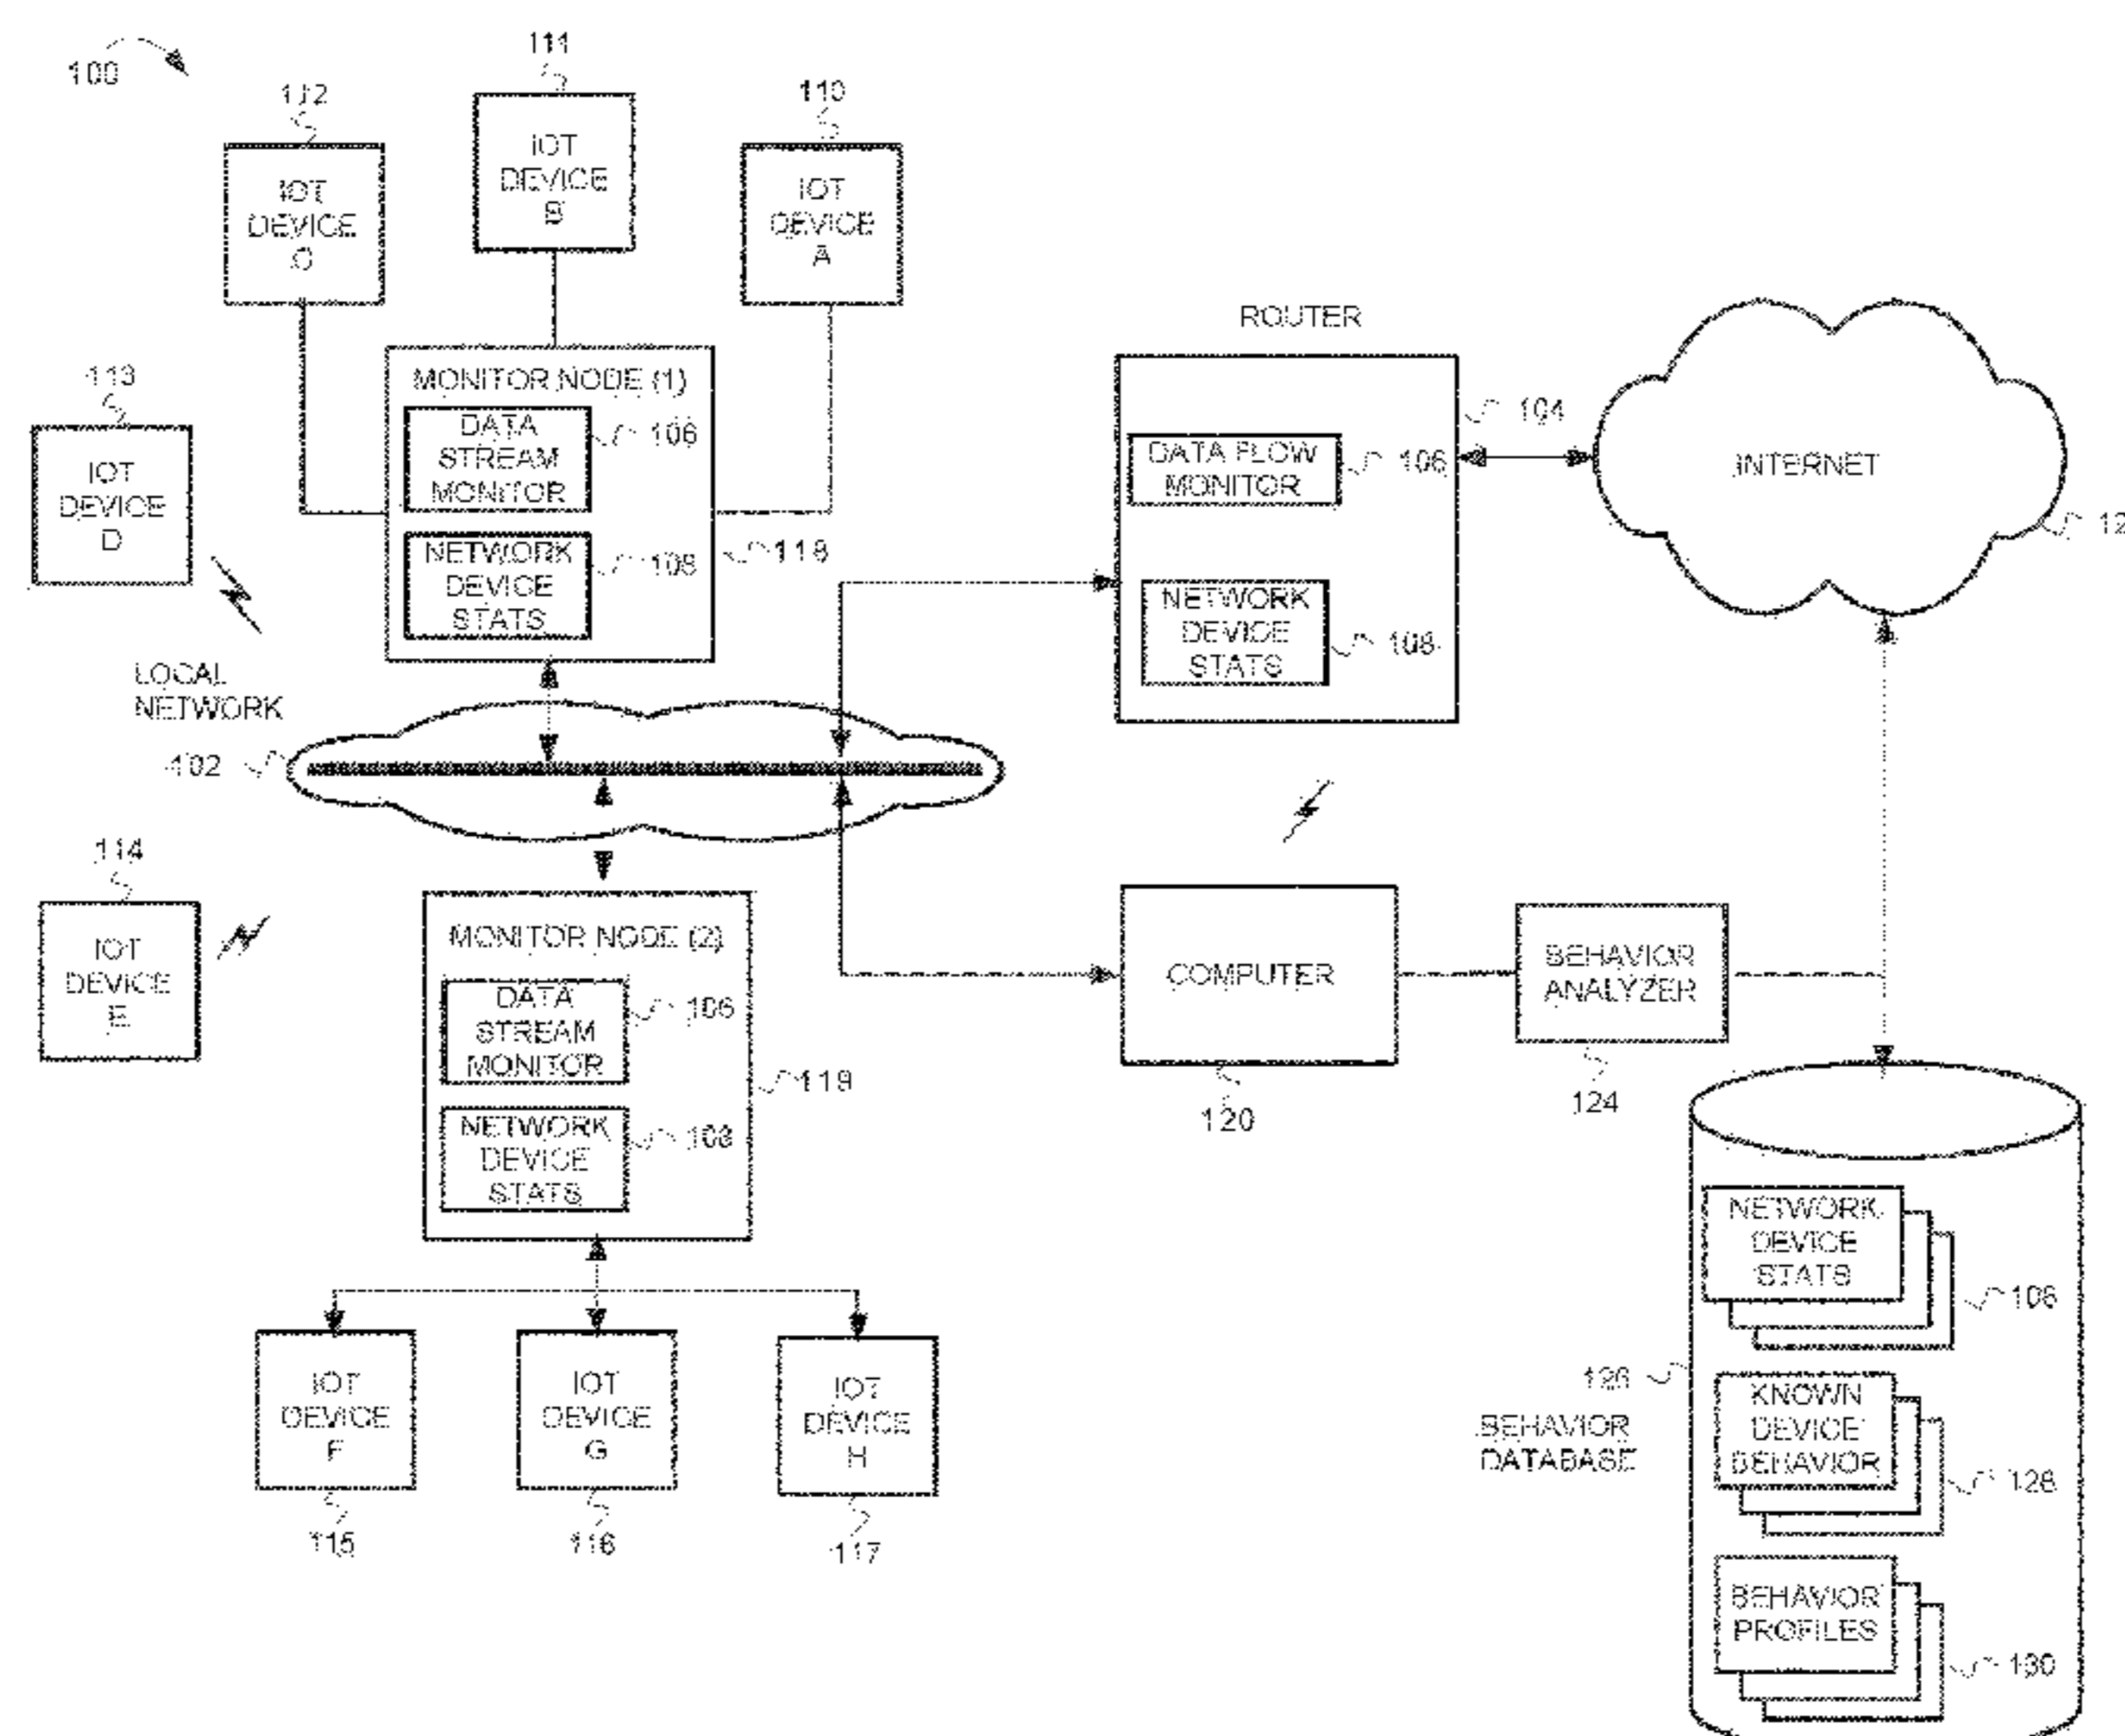 100
112
111
110
IOT
DEVICE
C
IOT
DEVICE
B
IOT
DEVICE
A
113
IOT
DEVICE
D
MONITOR NODE (1)
DATA
STREAM
MONITOR
106
NETWORK
DEVICE
STATS
108
118
ROUTER
104
DATA FLOW
MONITOR
106
NETWORK
DEVICE
STATS
108
INTERNET
12
LOCAL
NETWORK
102
114
IOT
DEVICE
E
MONITOR NODE (2)
DATA
STREAM
MONITOR
106
NETWORK
DEVICE
STATS
108
119
COMPUTER
120
BEHAVIOR
ANALYZER
124
IOT
DEVICE
F
115
IOT
DEVICE
G
116
IOT
DEVICE
H
117
126
BEHAVIOR
DATABASE
NETWORK
DEVICE
STATS
108
KNOWN
DEVICE
BEHAVIOR
128
BEHAVIOR
PROFILES
130